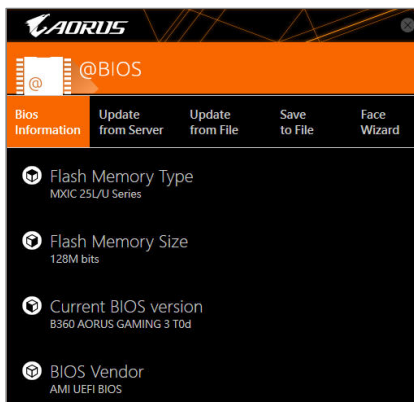 AORUS
@
@BIOS
Bios Information
Update from Server
Update from File
Save to File
Face Wizard
Flash Memory Type
MXIC 25L/U Series
Flash Memory Size
128M bits
Current BIOS version
B360 AORUS GAMING 3 T0d
BIOS Vendor
AMI UEFI BIOS